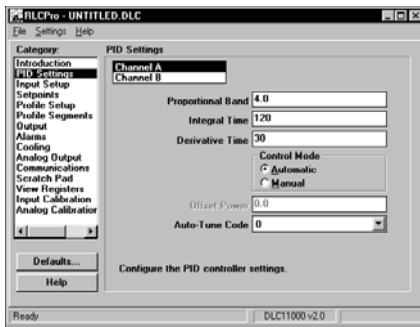 RLCPro - UNTITLED.DLC
File Settings Help
Category:
Introduction
PID Settings
Input Setup
Setpoints
Profile Setup
Profile Segments
Output
Alarms
Cooling
Analog Output
Communications
Scratch Pad
View Registers
Input Calibration
Analog Calibration
Defaults...
Help
PID Settings
Channel A
Channel B
Proportional Band 4.0
Integral Time 120
Derivative Time 30
Control Mode
Automatic
Manual
Offset Power 0.0
Auto-Tune Code 0
Configure the PID controller settings.
Ready DLC11000 v2.0